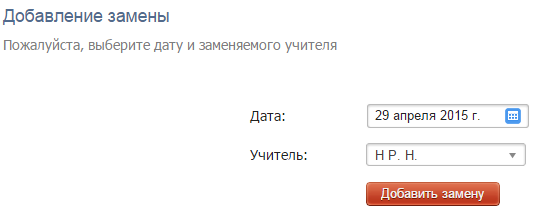 Добавление замены
Пожалуйста, выберите дату и заменяемого учителя
Дата: 29 апреля 2015 г.
Учитель: Н Р. Н.
Добавить замену